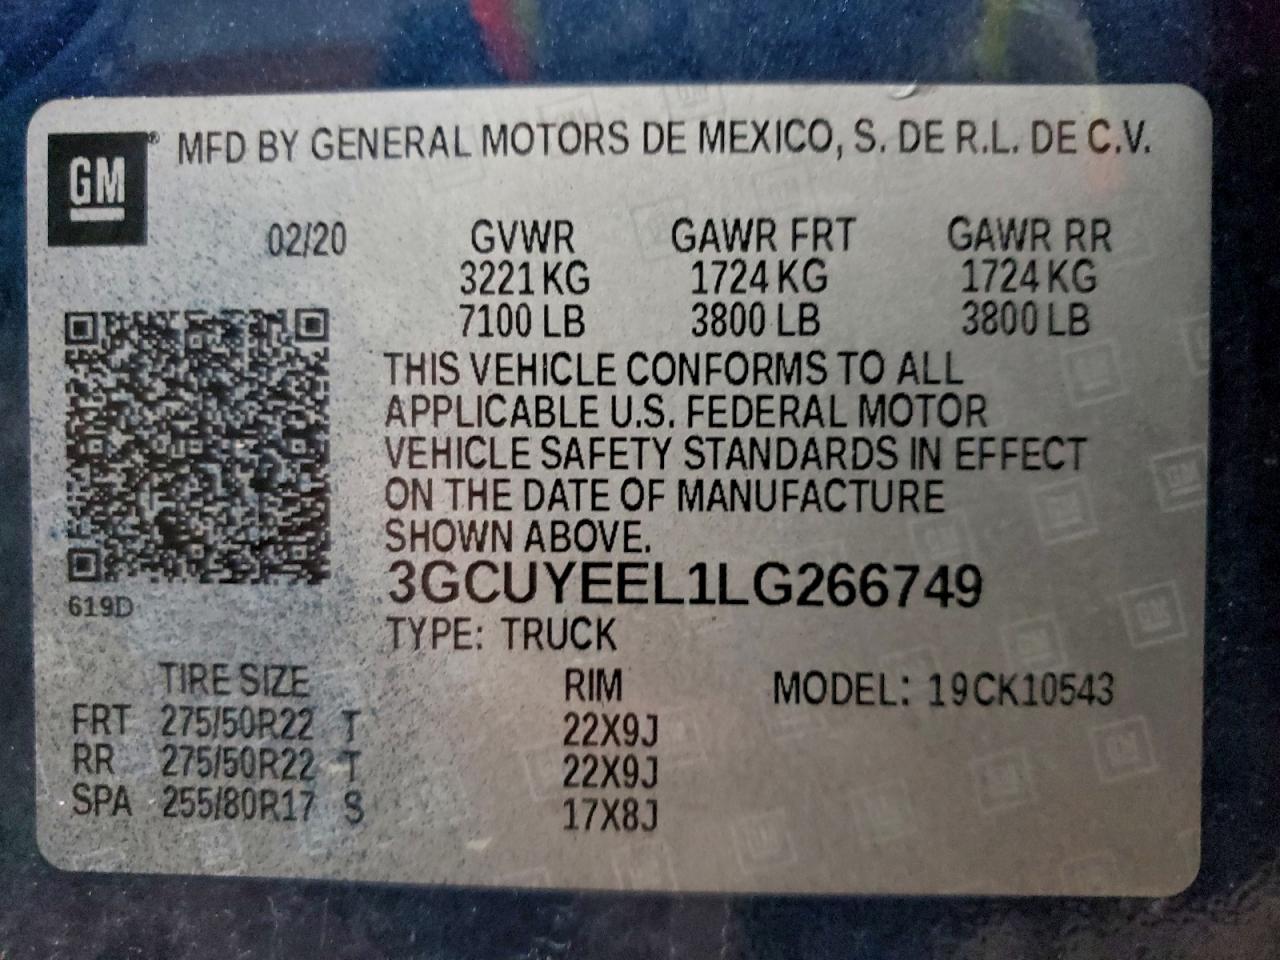 GM® MFD BY GENERAL MOTORS DE MEXICO, S. DE R.L. DE C.V.
02/20 GVWR GAWR FRT GAWR RR
3221 KG 1724 KG 1724 KG
7100 LB 3800 LB 3800 LB
THIS VEHICLE CONFORMS TO ALL
APPLICABLE U.S. FEDERAL MOTOR
VEHICLE SAFETY STANDARDS IN EFFECT
ON THE DATE OF MANUFACTURE
SHOWN ABOVE.
3GCUYEEL1LG266749
619D
TYPE: TRUCK
TIRE SIZE RIM MODEL: 19CK10543
FRT 275/50R22 T 22X9J
RR 275/50R22 T 22X9J
SPA 255/80R17 S 17X8J